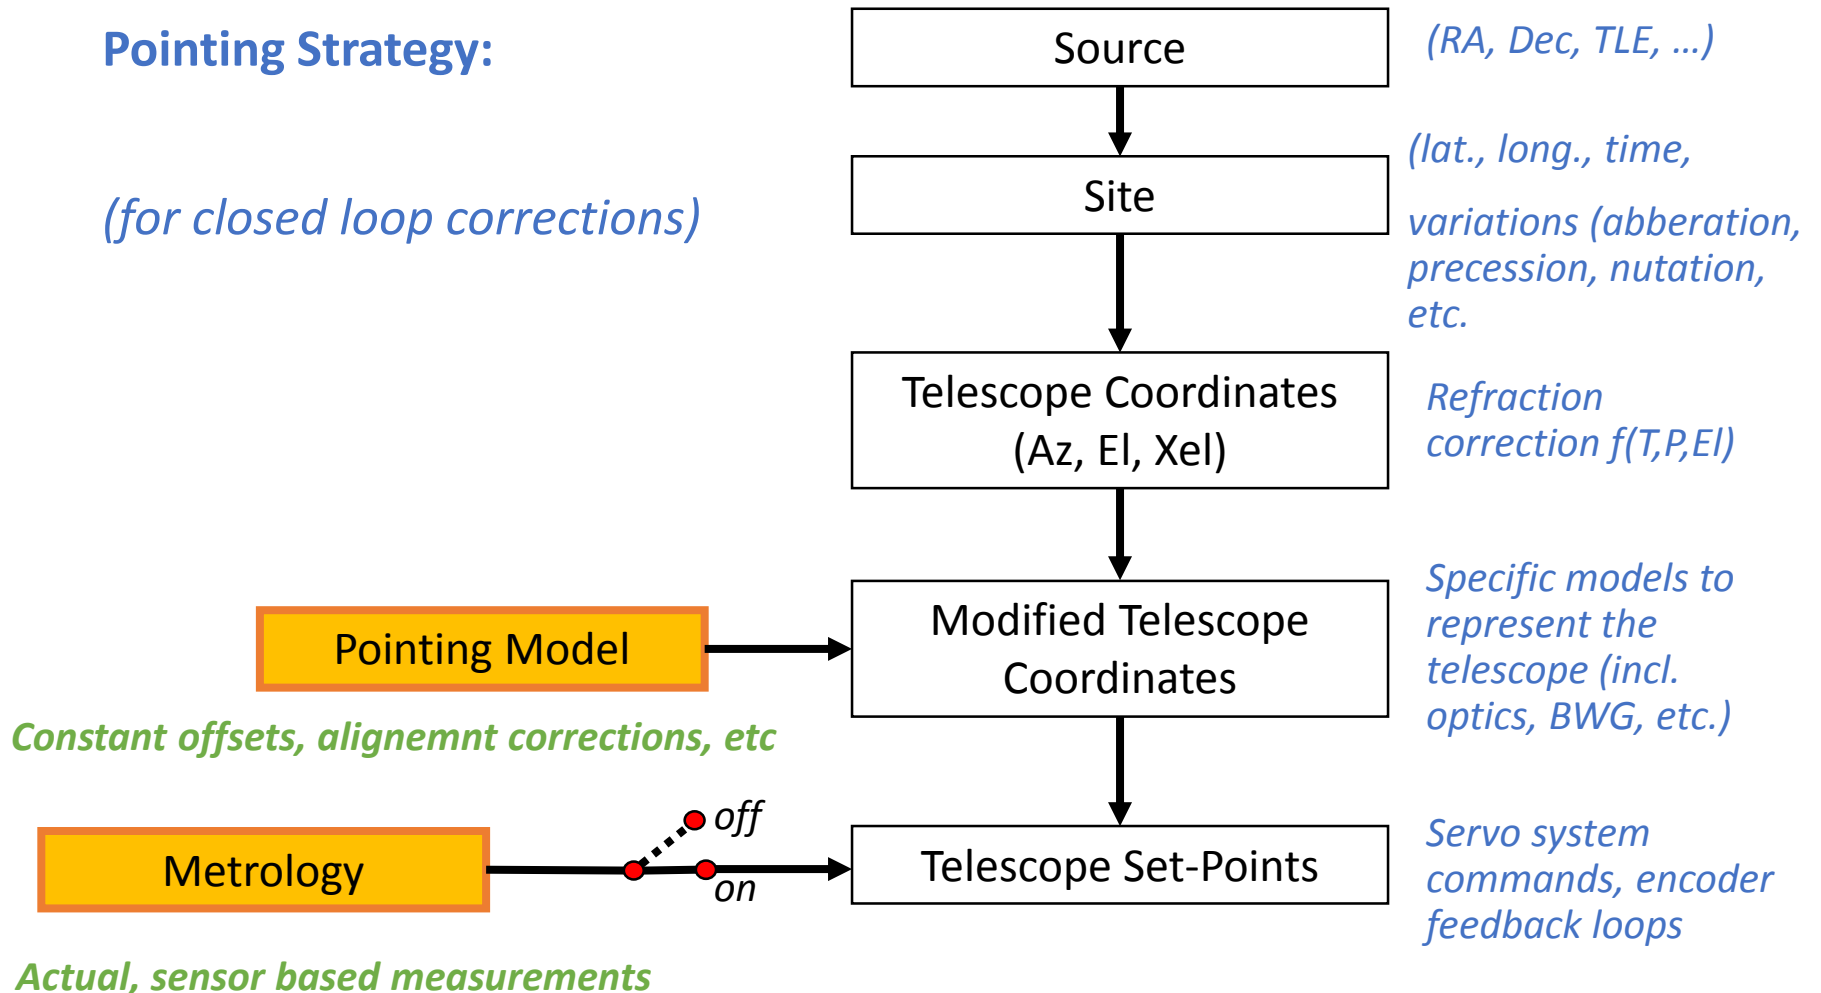 Pointing Strategy:
(for closed loop corrections)
Source
(RA, Dec, TLE, …)
Site
(lat., long., time,
variations (abberation,
precession, nutation,
etc.
Telescope Coordinates
(Az, El, Xel)
Refraction
correction f(T,P,El)
Pointing Model
Constant offsets, alignemnt corrections, etc
Modified Telescope
Coordinates
Specific models to
represent the
telescope (incl.
optics, BWG, etc.)
Metrology
off
on
Actual, sensor based measurements
Telescope Set-Points
Servo system
commands, encoder
feedback loops